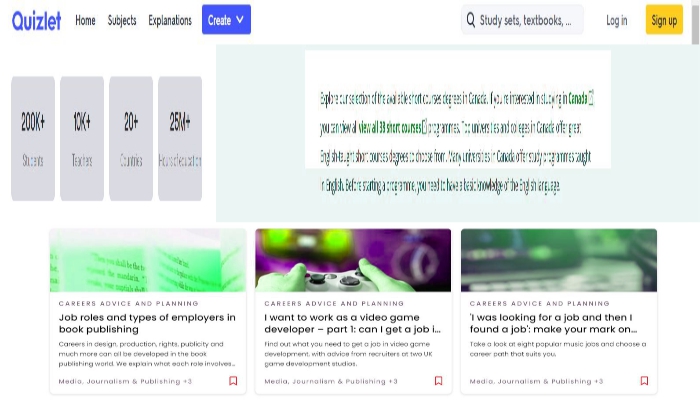 Quizlet Home Subjects Explanations Create Study sets, textbooks, ... Log in Sign up
200K+ 10K+ 20+ 25M+
Students Teachers Countries Hours of education
Explore our selection of the available short courses degrees in Canada. If you're interested in studying in Canada
you can view all view all 38 short courses programmes. Top universities and colleges in Canada offer great
English-taught short courses degrees to choose from. Many universities in Canada offer study programmes taught
in English. Before starting a programme, you need to have a basic knowledge of the English language.
CAREERS ADVICE AND PLANNING
Job roles and types of employers in
book publishing
Careers in design, production, rights, publicity and
much more can all be developed in the book
publishing world. We explain what each role involves...
Media, Journalism & Publishing +3
CAREERS ADVICE AND PLANNING
I want to work as a video game
developer – part 1: can I get a job i...
Find out what you need to get a job in video game
development, with advice from recruiters at two UK
game development studios.
Media, Journalism & Publishing +3
CAREERS ADVICE AND PLANNING
'I was looking for a job and then I
found a job': make your mark on...
Take a look at eight popular music jobs and choose a
career path that suits you.
Media, Journalism & Publishing +3